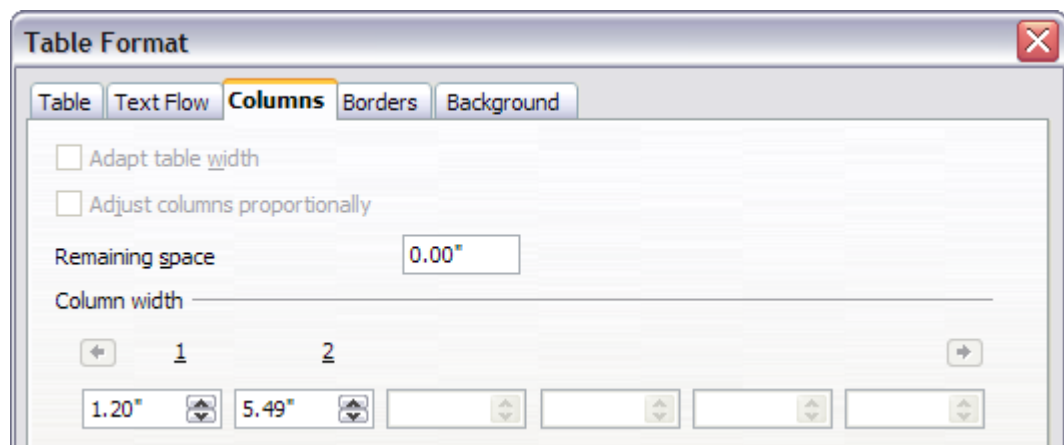 Table Format
Table Text Flow Columns Borders Background
Adapt table width
Adjust columns proportionally
Remaining space 0.00"
Column width
1 2
1.20" 5.49"